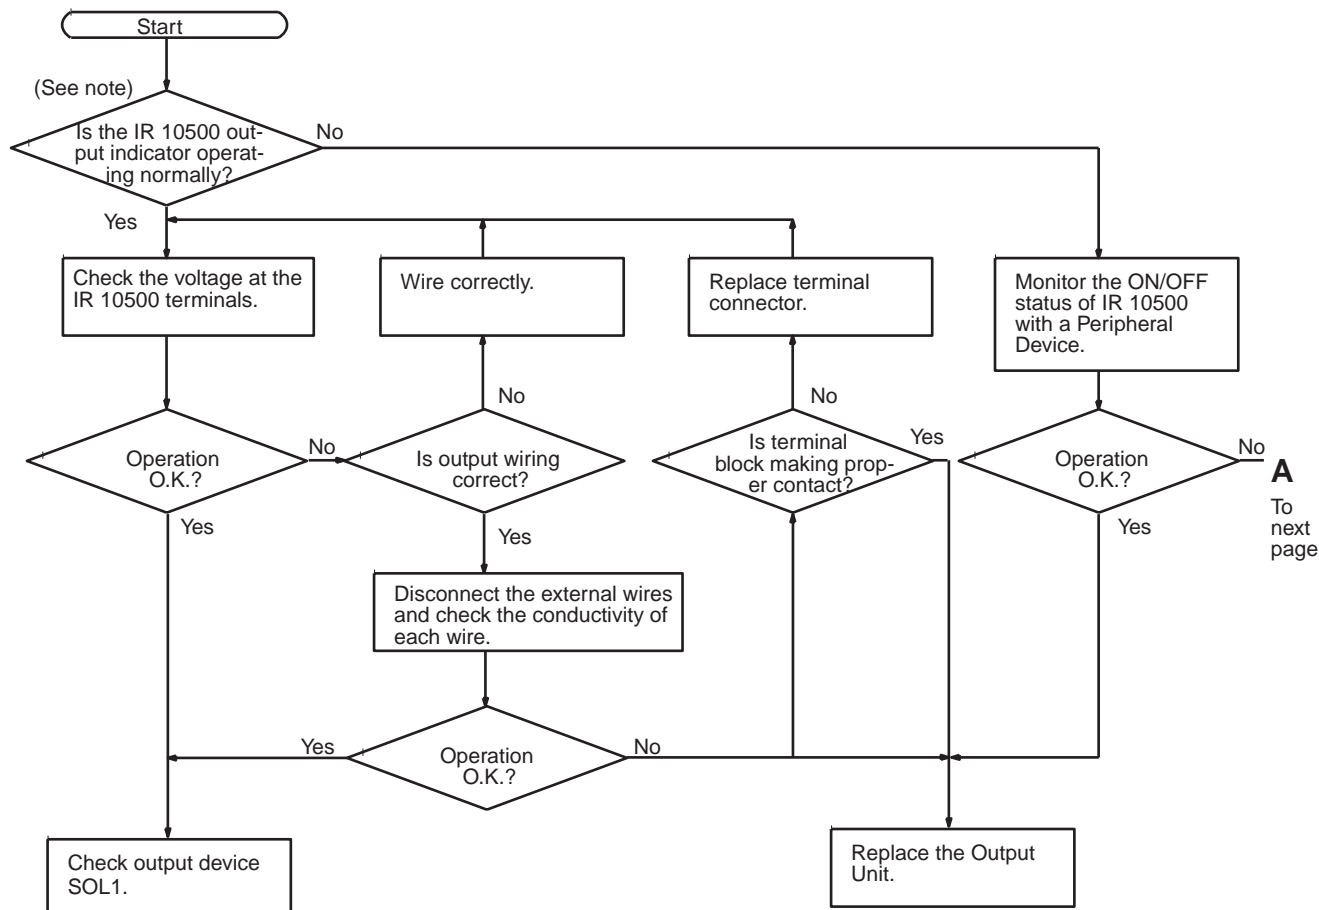 Start
(See note)
Is the IR 10500 out-
put indicator operat-
ing normally?
No
Yes
Check the voltage at the
IR 10500 terminals.
Wire correctly.
Replace terminal
connector.
Monitor the ON/OFF
status of IR 10500
with a Peripheral
Device.
No
No
Operation
O.K.?
No
Is output wiring
correct?
Is terminal
block making prop-
er contact?
Yes
Operation
O.K.?
No
A
To
next
page
Yes
Yes
Yes
Disconnect the external wires
and check the conductivity of
each wire.
Yes
Operation
O.K.?
No
Check output device
SOL1.
Replace the Output
Unit.